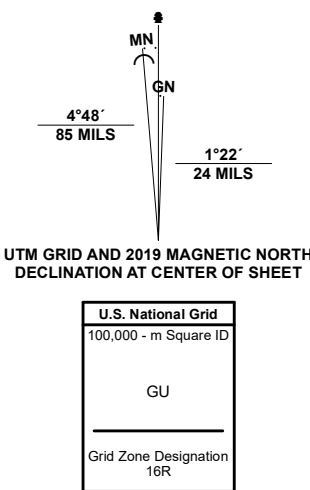 MN
GN
4°48´
85 MILS
1°22´
24 MILS
UTM GRID AND 2019 MAGNETIC NORTH
DECLINATION AT CENTER OF SHEET
U.S. National Grid
100,000 - m Square ID
GU
Grid Zone Designation
16R